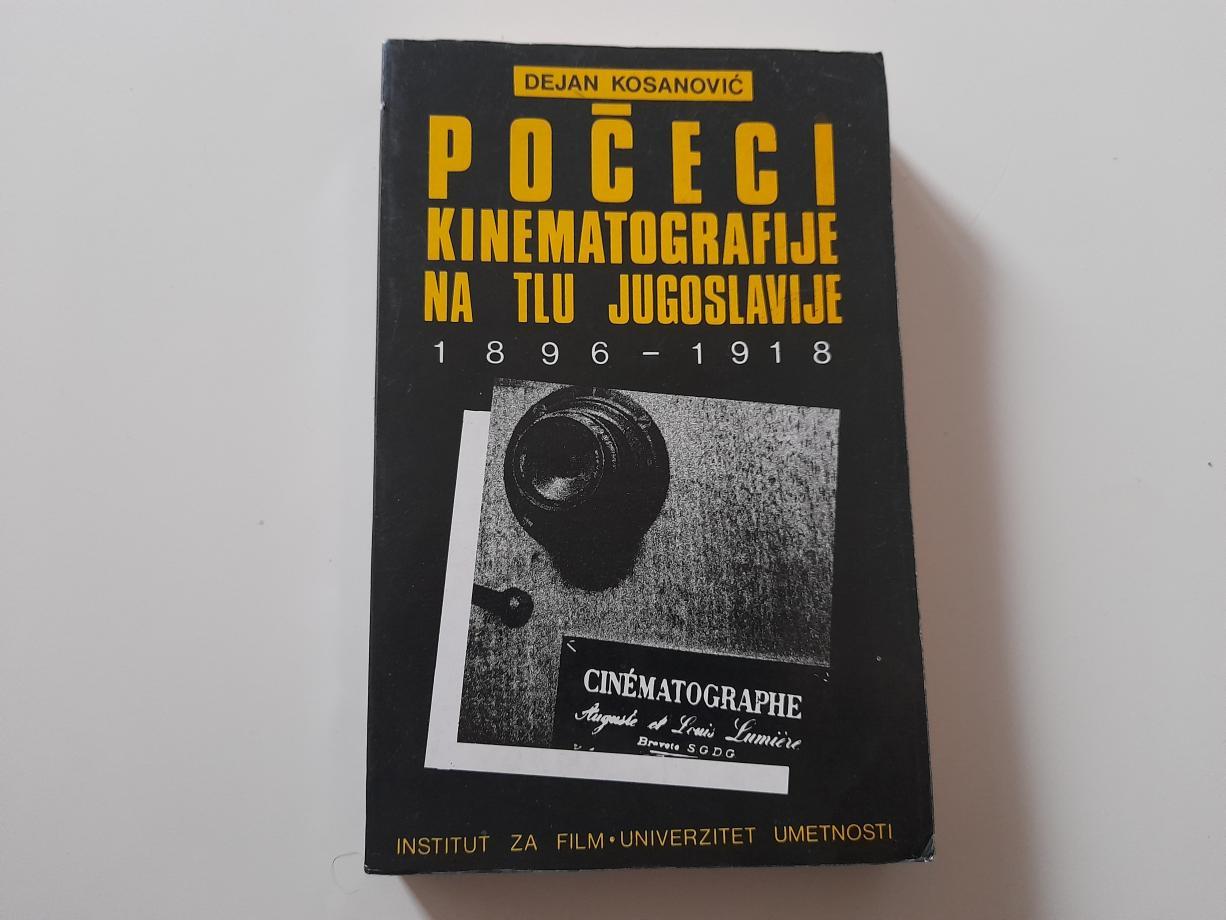 DEJAN KOSANOVIĆ
POČECI
KINEMATOGRAFIJE
NA TLU JUGOSLAVIJE
1896-1918
CINÉMATOGRAPHE
Auguste et Louis Lumière
Brevete SGDG
INSTITUT ZA FILM•UNIVERZITET UMETNOSTI